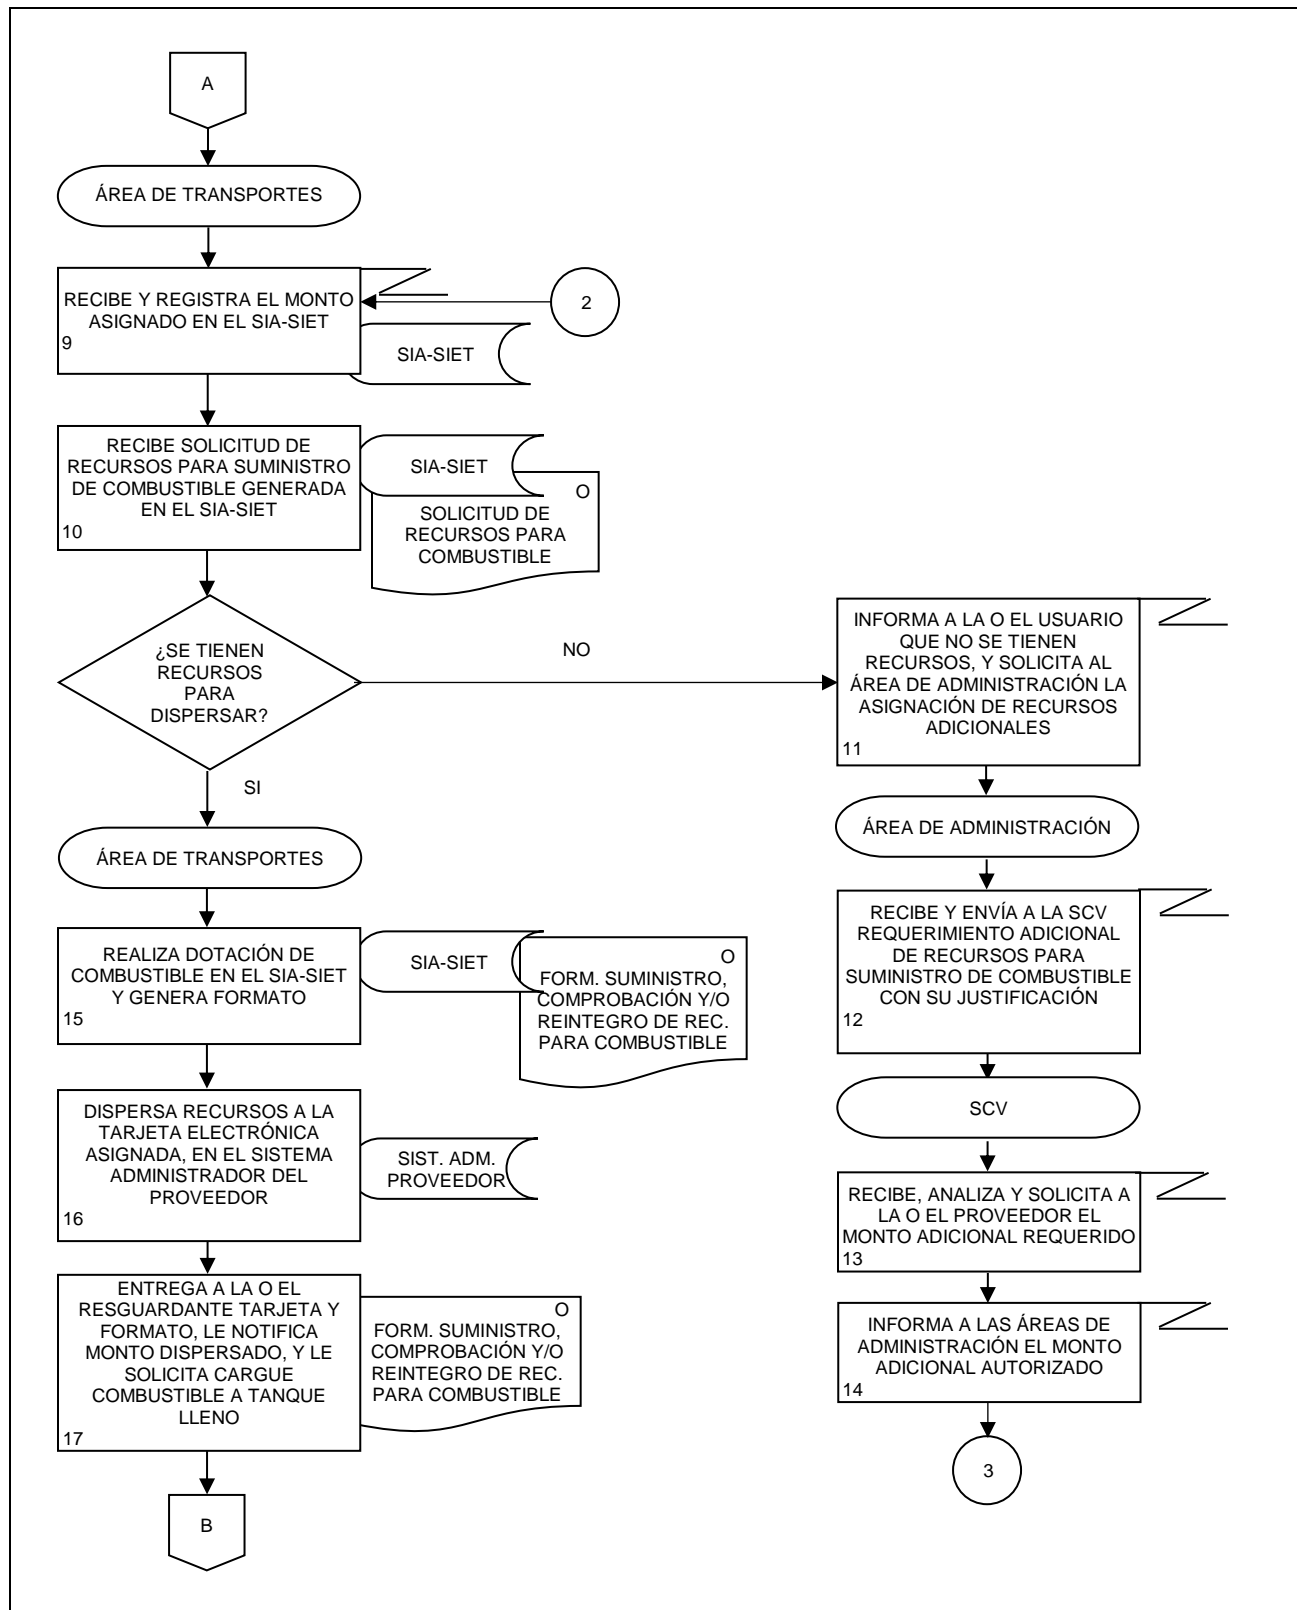 A
ÁREA DE TRANSPORTES
RECIBE Y REGISTRA EL MONTO
ASIGNADO EN EL SIA-SIET
9
2
SIA-SIET
RECIBE SOLICITUD DE
RECURSOS PARA SUMINISTRO
DE COMBUSTIBLE GENERADA
EN EL SIA-SIET
10
SIA-SIET
O
SOLICITUD DE
RECURSOS PARA
COMBUSTIBLE
¿SE TIENEN
RECURSOS
PARA
DISPERSAR?
NO
SI
INFORMA A LA O EL USUARIO
QUE NO SE TIENEN
RECURSOS, Y SOLICITA AL
ÁREA DE ADMINISTRACIÓN LA
ASIGNACIÓN DE RECURSOS
ADICIONALES
11
ÁREA DE ADMINISTRACIÓN
RECIBE Y ENVÍA A LA SCV
REQUERIMIENTO ADICIONAL
DE RECURSOS PARA
SUMINISTRO DE COMBUSTIBLE
CON SU JUSTIFICACIÓN
12
SCV
RECIBE, ANALIZA Y SOLICITA A
LA O EL PROVEEDOR EL
MONTO ADICIONAL REQUERIDO
13
INFORMA A LAS ÁREAS DE
ADMINISTRACIÓN EL MONTO
ADICIONAL AUTORIZADO
14
3
ÁREA DE TRANSPORTES
REALIZA DOTACIÓN DE
COMBUSTIBLE EN EL SIA-SIET
Y GENERA FORMATO
15
SIA-SIET
O
FORM. SUMINISTRO,
COMPROBACIÓN Y/O
REINTEGRO DE REC.
PARA COMBUSTIBLE
DISPERSA RECURSOS A LA
TARJETA ELECTRÓNICA
ASIGNADA, EN EL SISTEMA
ADMINISTRADOR DEL
PROVEEDOR
16
SIST. ADM.
PROVEEDOR
ENTREGA A LA O EL
RESGUARDANTE TARJETA Y
FORMATO, LE NOTIFICA
MONTO DISPERSADO, Y LE
SOLICITA CARGUE
COMBUSTIBLE A TANQUE
LLENO
17
O
FORM. SUMINISTRO,
COMPROBACIÓN Y/O
REINTEGRO DE REC.
PARA COMBUSTIBLE
B